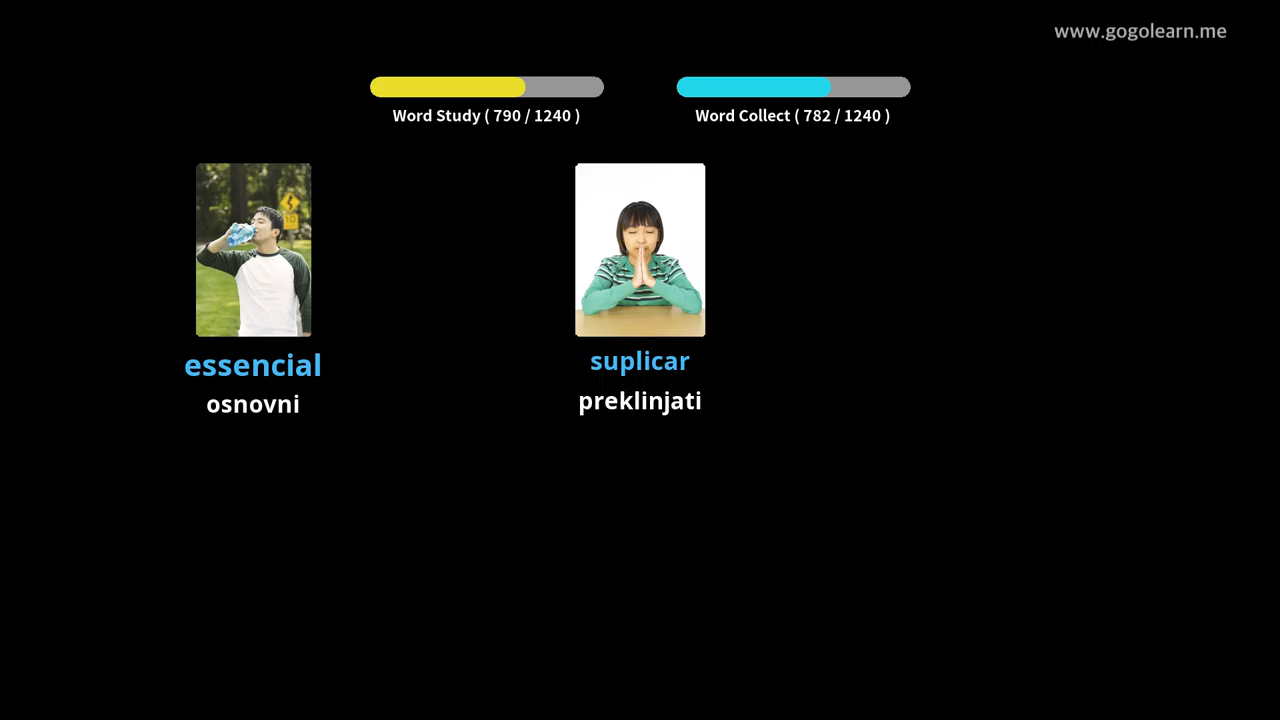 www.gogolearn.me
Word Study ( 790 / 1240 )
Word Collect ( 782 / 1240 )
essencial
osnovni
suplicar
preklinjati